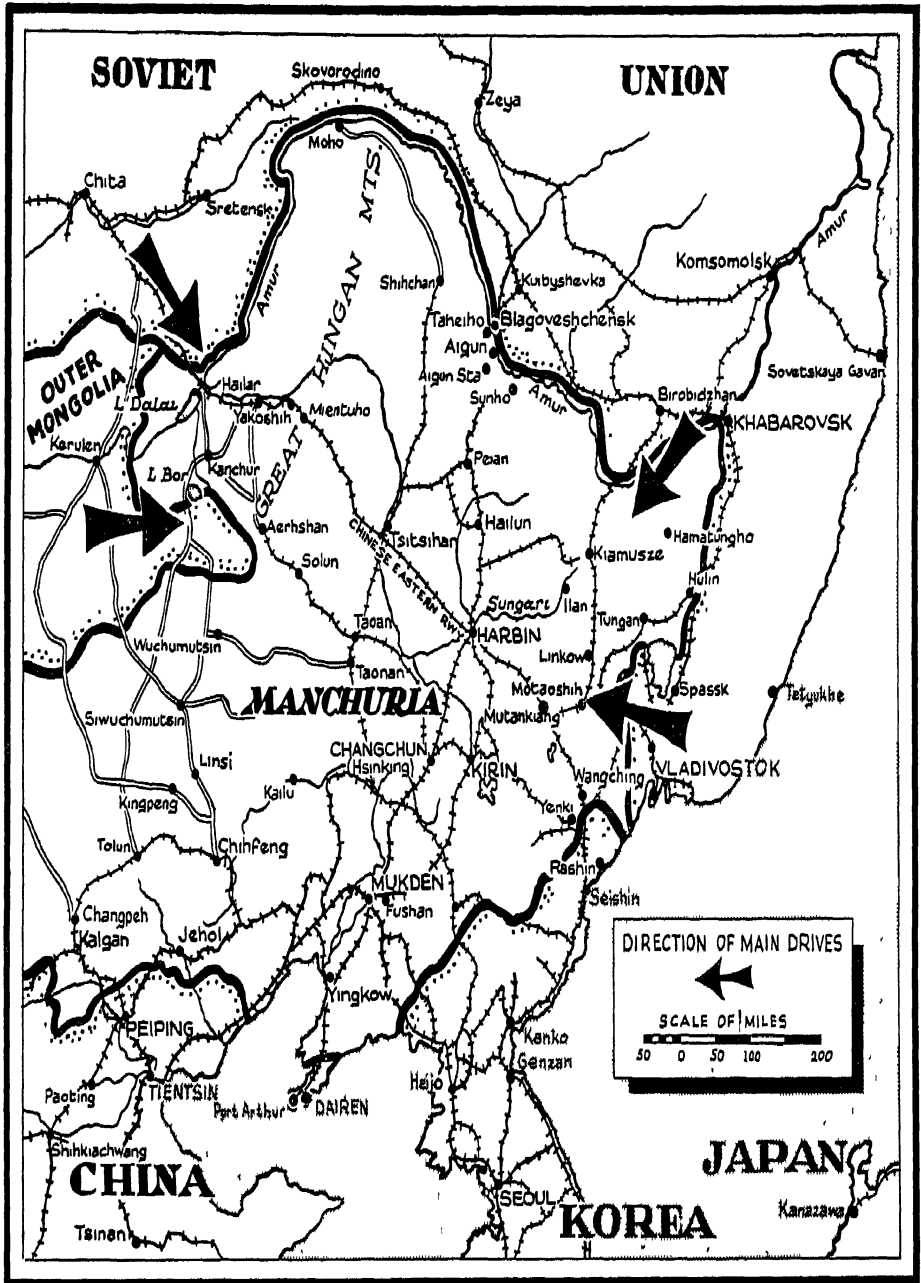 SOVIET
UNION
Skovorodino
Zeya
Moho
Chita
Sretensk
GREAT HINGAN MTS.
Amur
Amur
Komsomolsk
Shihchan
Kuibyshevka
Taheiho
Blagoveshchensk
Aigun
Aigun Sta
Sunho
Amur
Sovetskaya Gavan
OUTER
MONGOLIA
L Dalai
Hailar
Yakoshih
Mientuho
Birobidzhan
KHABAROVSK
Karulen
L Bor
Kanchur
Peian
Aerhshan
Tsitsihar
Hailun
Hamatungho
Kiamusze
CHINESE EASTERN RWY
Solun
Hulin
Ilan
Sungari
Tungan
Taoan
HARBIN
Wuchumutsin
Linkow
Taonan
Spassk
Tetyukhe
MANCHURIA
Motaoshih
Mutankiang
Siwuchumutsin
CHANGCHUN
(Hsinking)
KIRIN
VLADIVOSTOK
Linsi
Kailu
Wangching
Kingpeng
Yenki
Tolun
Chihfeng
Rashin
MUKDEN
Seishin
Fushan
Changpeh
Kalgan
Jehol
Yingkow
DIRECTION OF MAIN DRIVES
SCALE OF MILES
50 0 50 100 200
PEIPING
Kanko
Genzan
Heijo
Paoting
TIENTSIN
Port Arthur
DAIREN
Shihkiachwang
CHINA
JAPAN
SEOUL
KOREA
Kanazawa
Tsinan